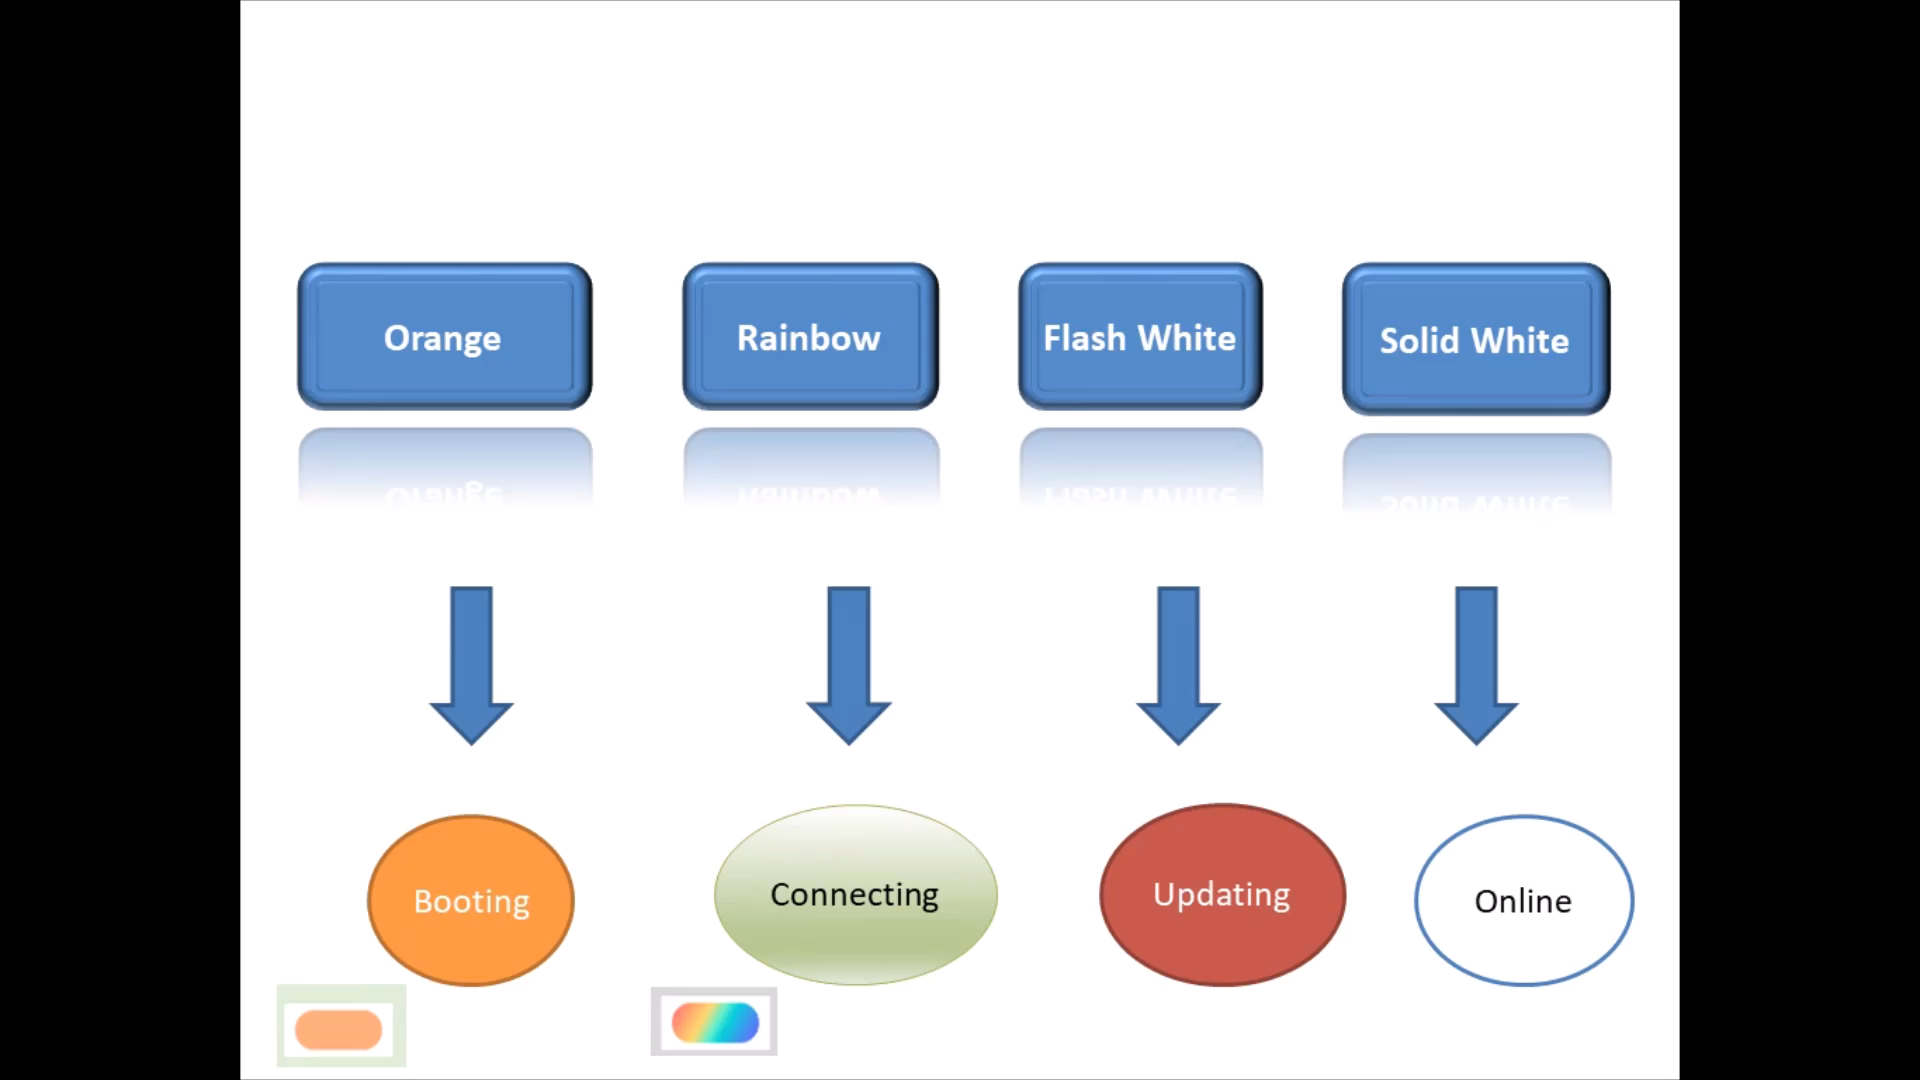 Orange
Rainbow
Flash White
Solid White
Booting
Connecting
Updating
Online